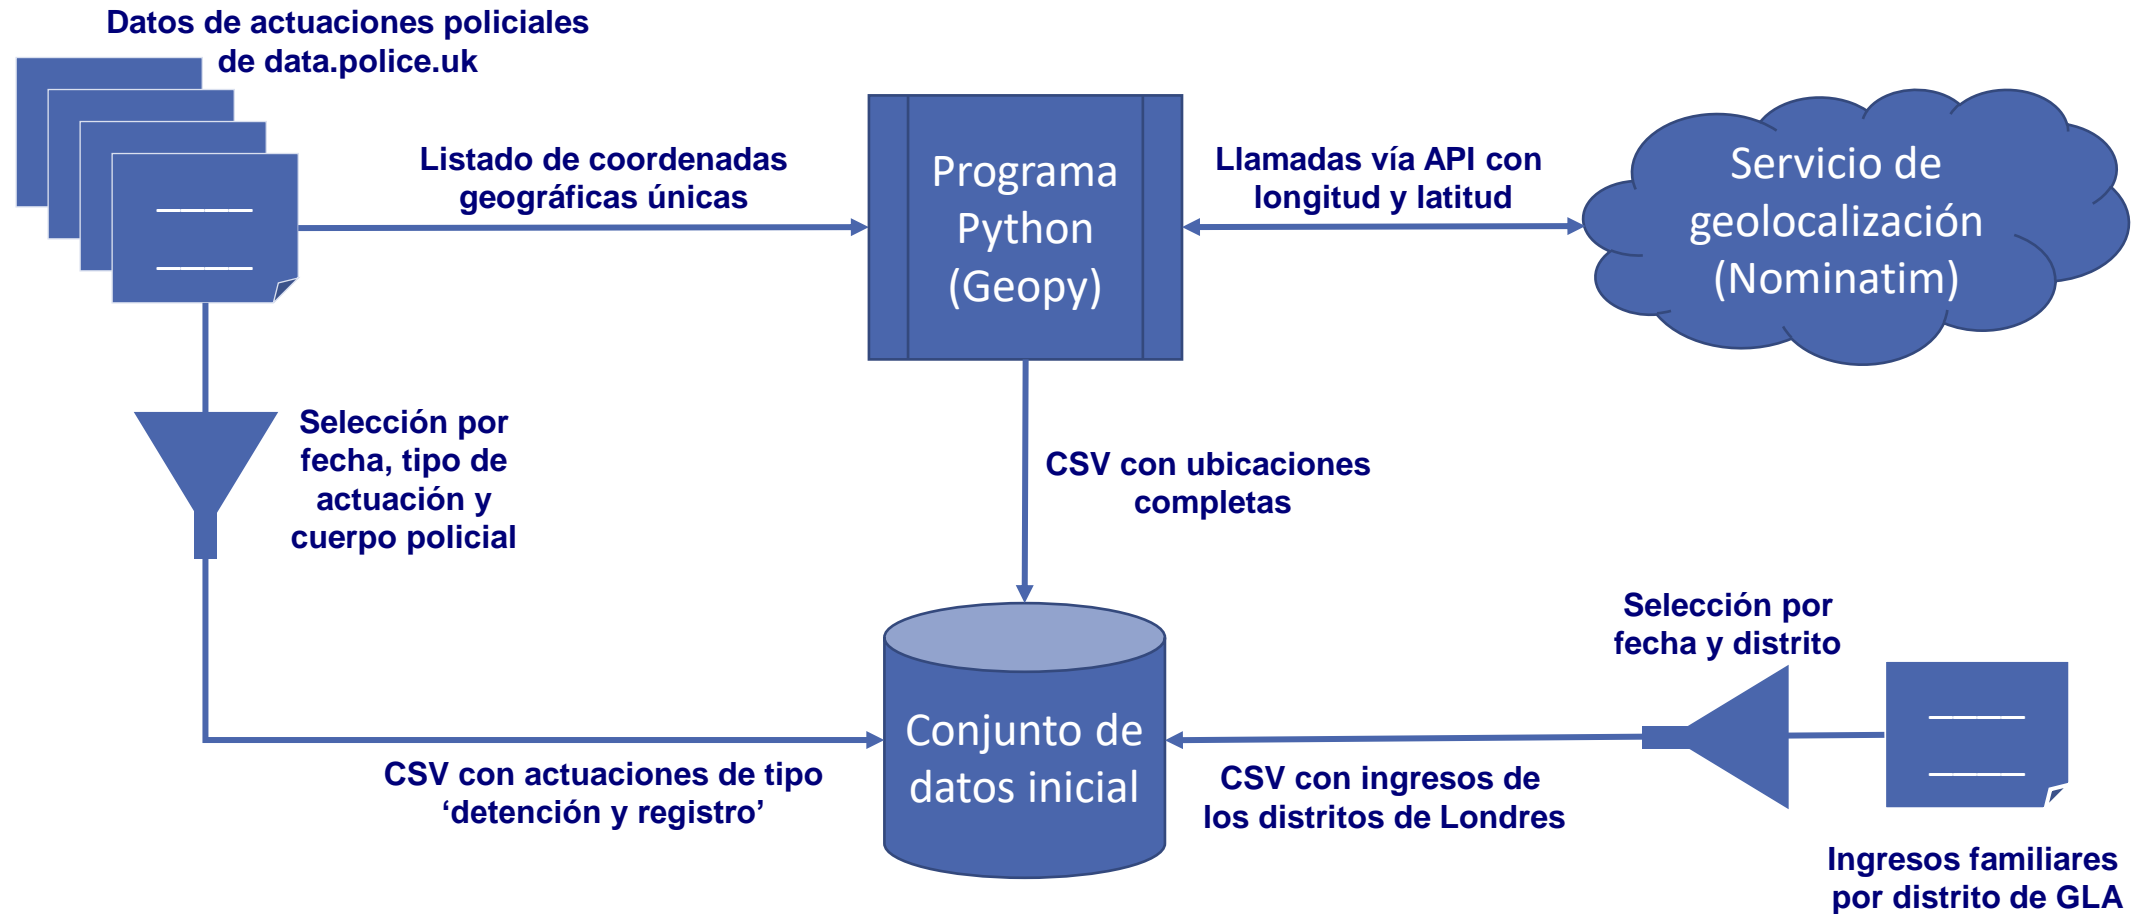 Datos de actuaciones policiales
de data.police.uk
Listado de coordenadas
geográficas únicas
Programa
Python
(Geopy)
Llamadas vía API con
longitud y latitud
Servicio de
geolocalización
(Nominatim)
Selección por
fecha, tipo de
actuación y
cuerpo policial
CSV con ubicaciones
completas
Selección por
fecha y distrito
Conjunto de
datos inicial
CSV con actuaciones de tipo
‘detención y registro’
CSV con ingresos de
los distritos de Londres
Ingresos familiares
por distrito de GLA